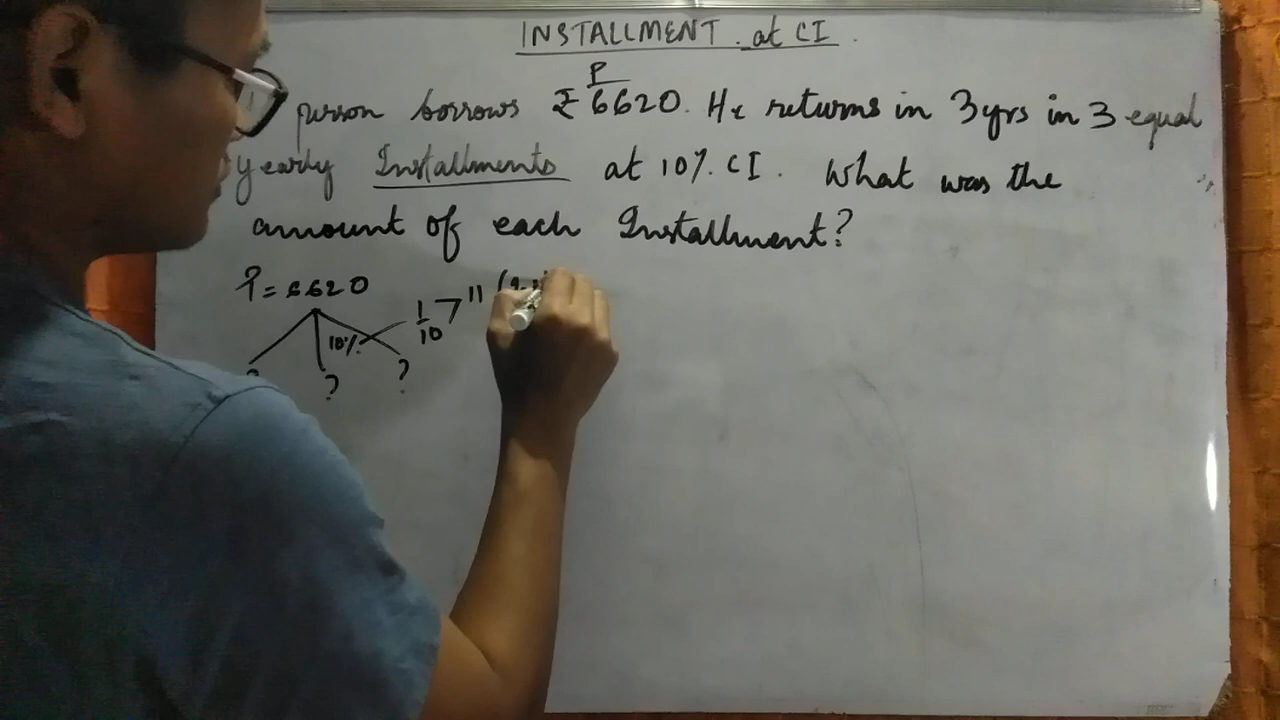 INSTALLMENT at CI.
P
person borrows ₹6620. He returns in 3yrs in 3 equal
yearly Installments at 10% CI. What was the
amount of each Installment?
P = 6620
10% 1/10 11
? ? ?